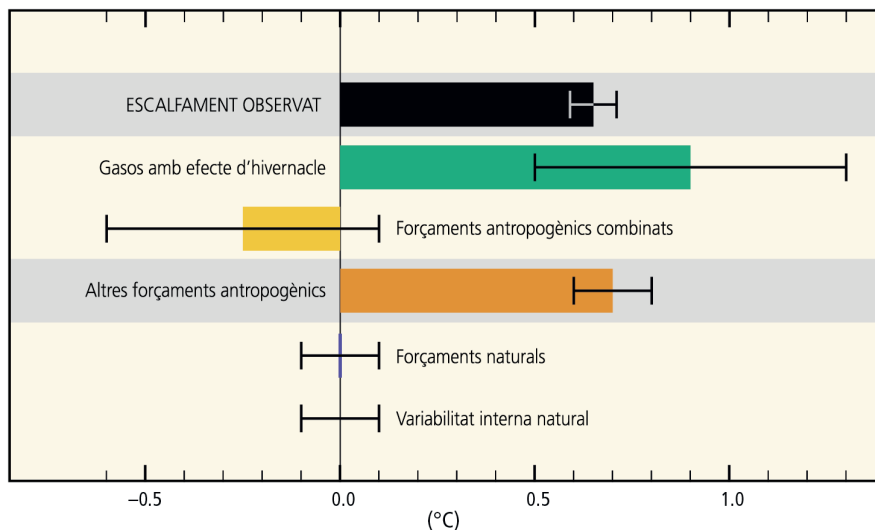 ESCALFAMENT OBSERVAT
Gasos amb efecte d’hivernacle
Forçaments antropogènics combinats
Altres forçaments antropogènics
Forçaments naturals
Variabilitat interna natural
–0.5 0.0 0.5 1.0
(°C)